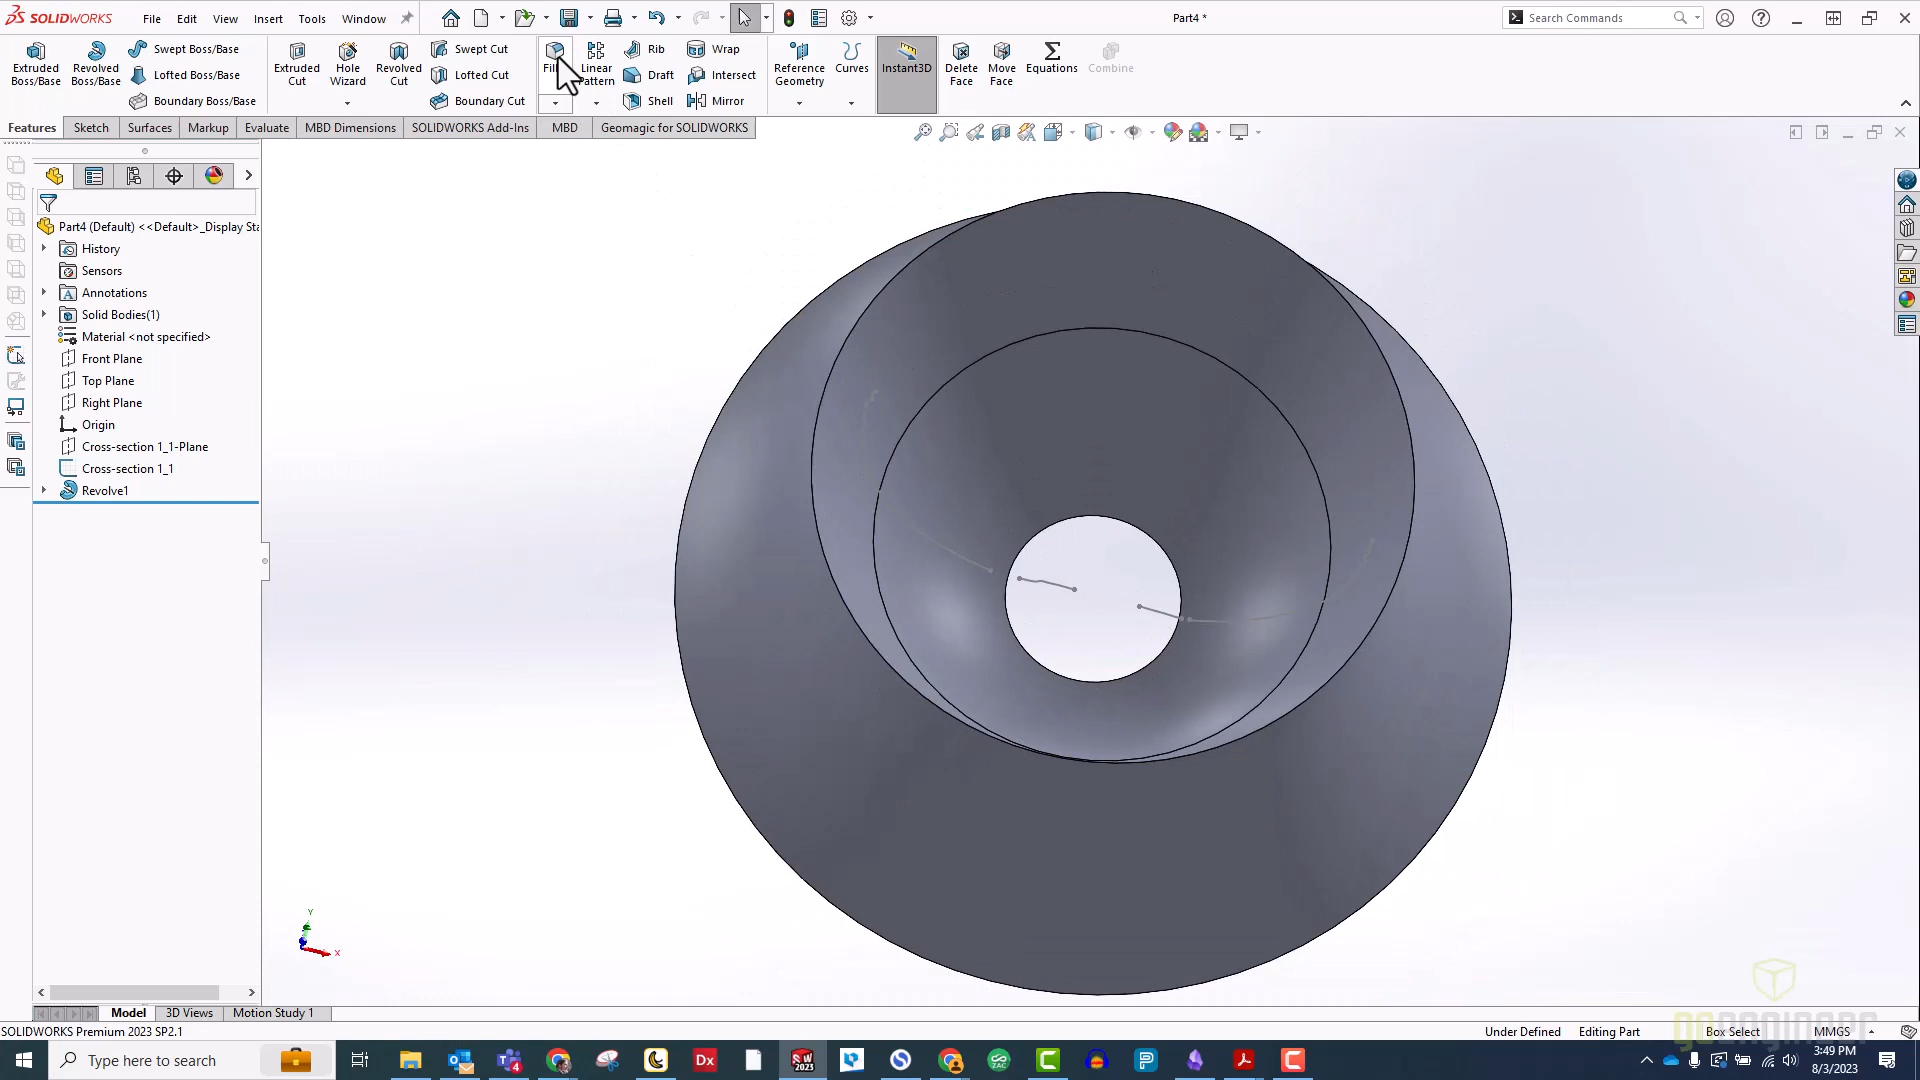 SOLIDWORKS
File
Edit
View
Insert
Tools
Window
Part4 *
Search Commands
Extruded Boss/Base
Revolved Boss/Base
Swept Boss/Base
Lofted Boss/Base
Boundary Boss/Base
Extruded Cut
Hole Wizard
Revolved Cut
Swept Cut
Lofted Cut
Boundary Cut
Linear Pattern
Rib
Draft
Shell
Wrap
Intersect
Mirror
Reference Geometry
Curves
Instant3D
Delete Face
Move Face
Equations
Combine
Features
Sketch
Surfaces
Markup
Evaluate
MBD Dimensions
SOLIDWORKS Add-Ins
MBD
Geomagic for SOLIDWORKS
Part4 (Default) <<Default>_Display Sta
History
Sensors
Annotations
Solid Bodies(1)
Material <not specified>
Front Plane
Top Plane
Right Plane
Origin
Cross-section 1_1-Plane
Cross-section 1_1
Revolve1
Y
X
Model
3D Views
Motion Study 1
SOLIDWORKS Premium 2023 SP2.1
Under Defined
Editing Part
Box Select
MMGS
Type here to search
Dx
SW
2023
3:49 PM
8/3/2023